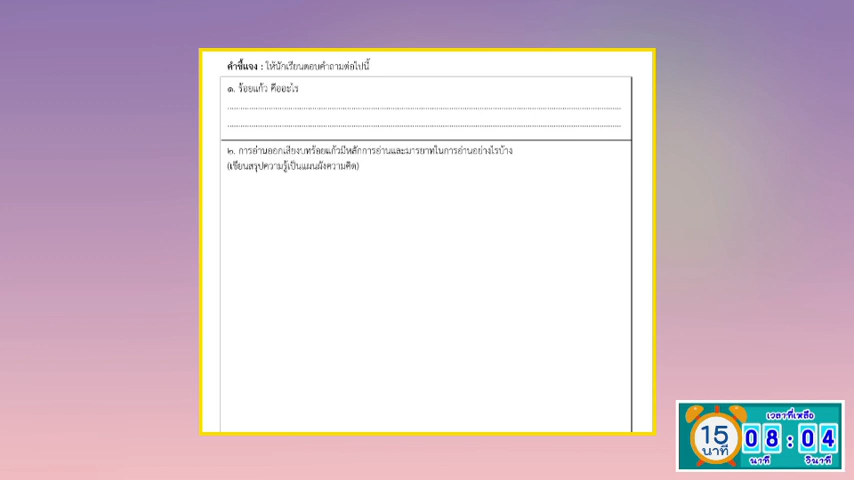 คำชี้แจง : ให้นักเรียนตอบคำถามต่อไปนี้
๑. ร้อยแก้ว คืออะไร
๒. การอ่านออกเสียงบทร้อยแก้วมีหลักการอ่านและมารยาทในการอ่านอย่างไรบ้าง
(เขียนสรุปความรู้เป็นแผนผังความคิด)
เวลาที่เหลือ
15
นาที
08:04
นาที วินาที